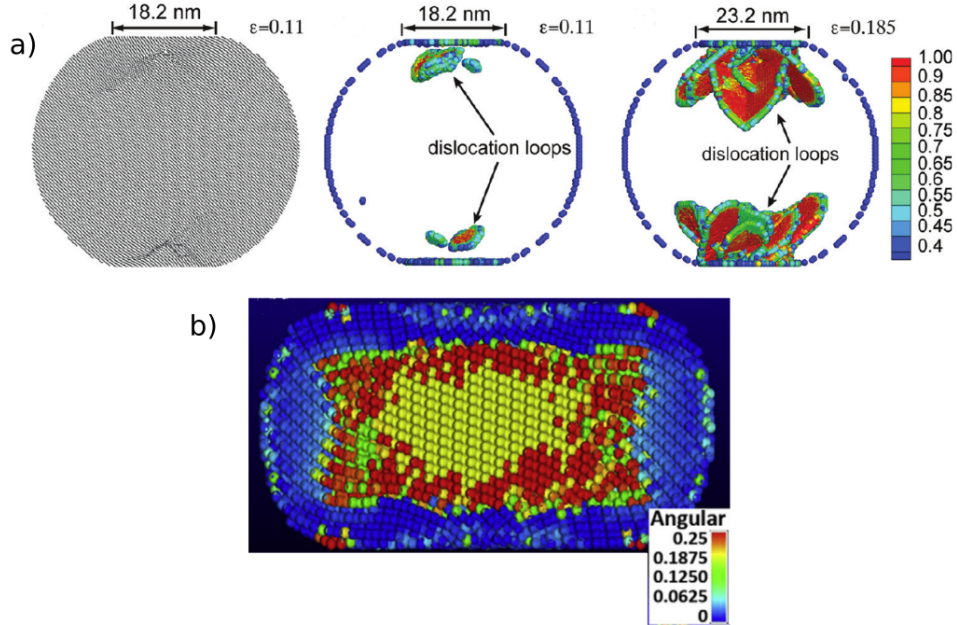 a)
18.2 nm
ε=0.11
18.2 nm
ε=0.11
dislocation loops
23.2 nm
ε=0.185
dislocation loops
1.00
0.9
0.85
0.8
0.75
0.7
0.65
0.6
0.55
0.5
0.45
0.4
b)
Angular
0.25
0.1875
0.1250
0.0625
0